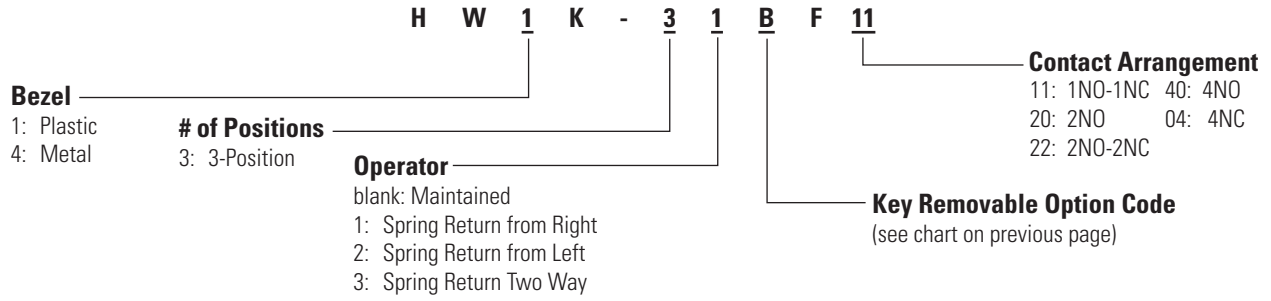 H W 1 K - 3 1 B F 11
Bezel
1: Plastic
4: Metal
# of Positions
3: 3-Position
Operator
blank: Maintained
1: Spring Return from Right
2: Spring Return from Left
3: Spring Return Two Way
Contact Arrangement
11: 1NO-1NC 40: 4NO
20: 2NO 04: 4NC
22: 2NO-2NC
Key Removable Option Code
(see chart on previous page)